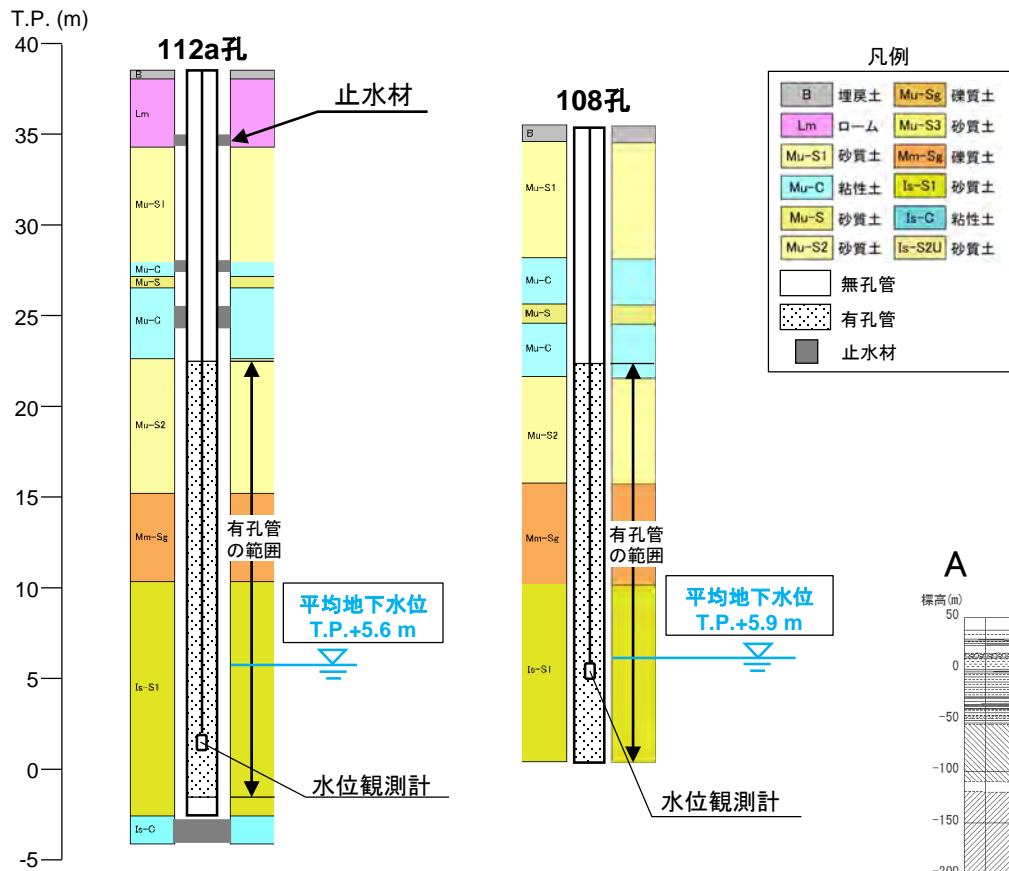 T.P. (m)
40
35
30
25
20
15
10
5
0
-5
112a孔
止水材
B
Lm
Mu-S1
Mu-C
Mu-S
Mu-C
Mu-S2
Mm-Sg
Is-S1
Is-C
有孔管
の範囲
平均地下水位
T.P.+5.6 m
水位観測計
108孔
B
Mu-S1
Mu-C
Mu-S
Mu-C
Mu-S2
Mm-Sg
Is-S1
有孔管
の範囲
平均地下水位
T.P.+5.9 m
水位観測計
凡例
B 埋戻土 Mu-Sg 礫質土
Lm ローム Mu-S3 砂質土
Mu-S1 砂質土 Mm-Sg 礫質土
Mu-C 粘性土 Is-S1 砂質土
Mu-S 砂質土 Is-C 粘性土
Mu-S2 砂質土 Is-S2U 砂質土
無孔管
有孔管
止水材
A
標高(m)
50
0
-50
-100
-150
-200